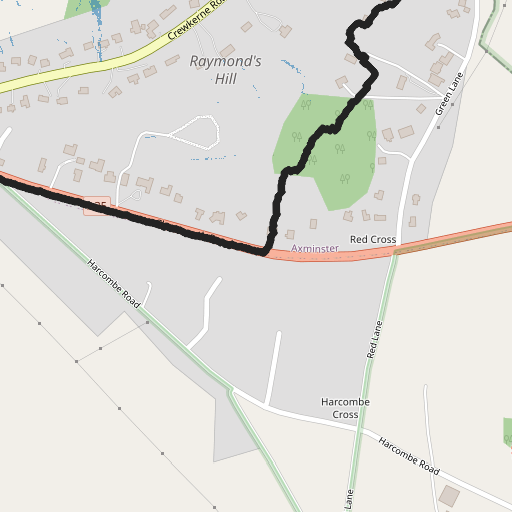 Crewkerne Ro
Raymond's
Hill
Green Lane
Red Cross
Axminster
Harcombe Road
Red Lane
Harcombe
Cross
Harcombe Road
Lane